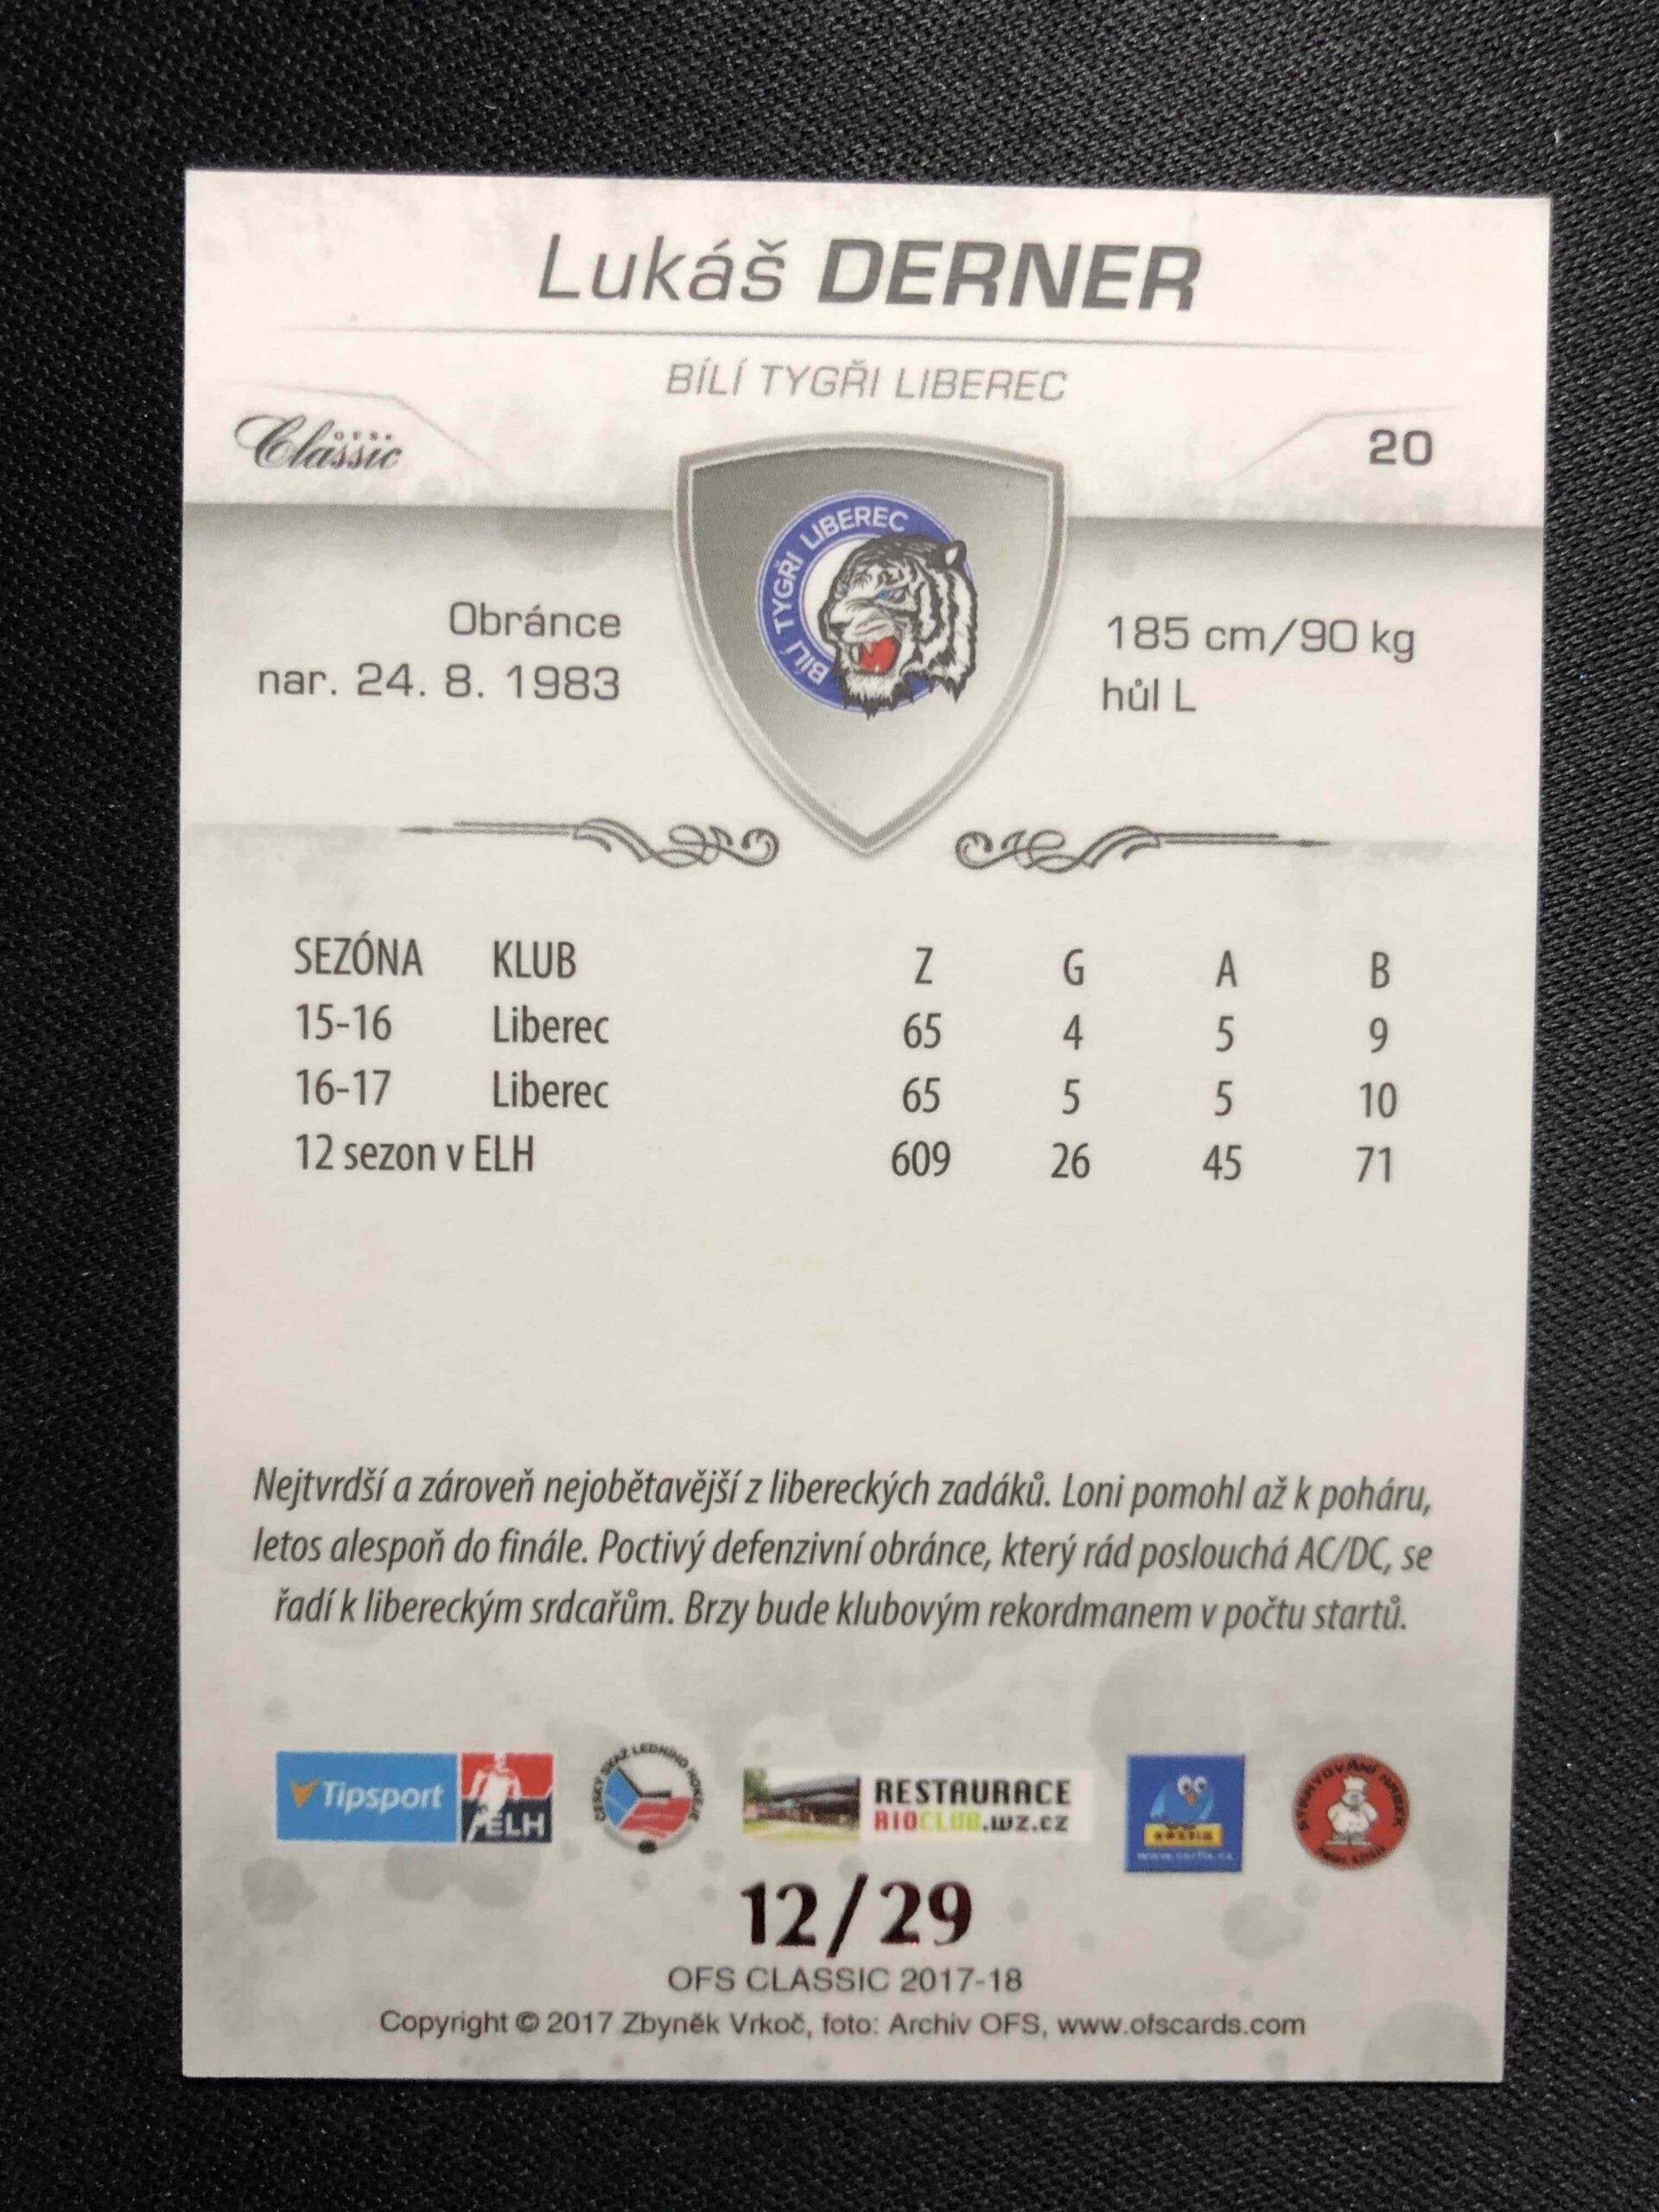 Lukáš DERNER
BÍLÍ TYGŘI LIBEREC
OFS
Classic
20
BÍLÍ TYGŘI LIBEREC
Obránce
nar. 24. 8. 1983
185 cm/90 kg
hůl L
SEZÓNA KLUB Z G A B
15-16 Liberec 65 4 5 9
16-17 Liberec 65 5 5 10
12 sezon v ELH 609 26 45 71
Nejtvrdší a zároveň nejobětavější z libereckých zadáků. Loni pomohl až k poháru,
letos alespoň do finále. Poctivý defenzivní obránce, který rád poslouchá AC/DC, se
řadí k libereckým srdcařům. Brzy bude klubovým rekordmanem v počtu startů.
Tipsport ELH
ČESKÝ SVAZ LEDNÍHO HOKEJE
RESTAURACE
RIOCLUB.wz.cz
12/29
OFS CLASSIC 2017-18
Copyright © 2017 Zbyněk Vrkoč, foto: Archiv OFS, www.ofscards.com